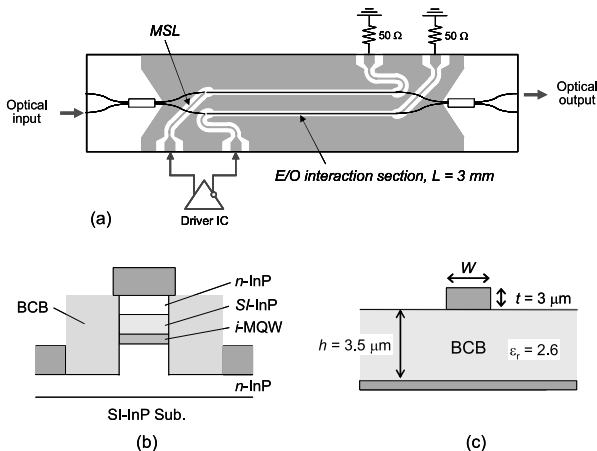 MSL
50 Ω
50 Ω
Optical
input
Optical
output
E/O interaction section, L = 3 mm
Driver IC
(a)
n-InP
BCB
SI-InP
i-MQW
n-InP
SI-InP Sub.
(b)
W
t = 3 μm
h = 3.5 μm
BCB
εr = 2.6
(c)